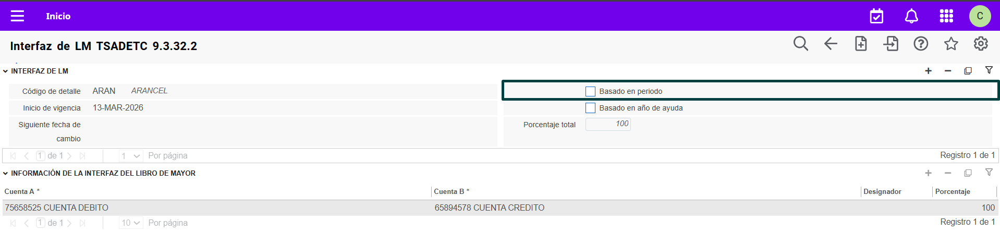 Inicio
C
Interfaz de LM TSADETC 9.3.32.2
INTERFAZ DE LM
Código de detalle ARAN ARANCEL
Basado en periodo
Inicio de vigencia 13-MAR-2026
Basado en año de ayuda
Siguiente fecha de cambio
Porcentaje total 100
1 de 1 1 Por página Registro 1 de 1
INFORMACIÓN DE LA INTERFAZ DEL LIBRO DE MAYOR
Cuenta A * Cuenta B * Designador Porcentaje
75658525 CUENTA DEBITO 65894578 CUENTA CREDITO 100
1 de 1 10 Por página Registro 1 de 1